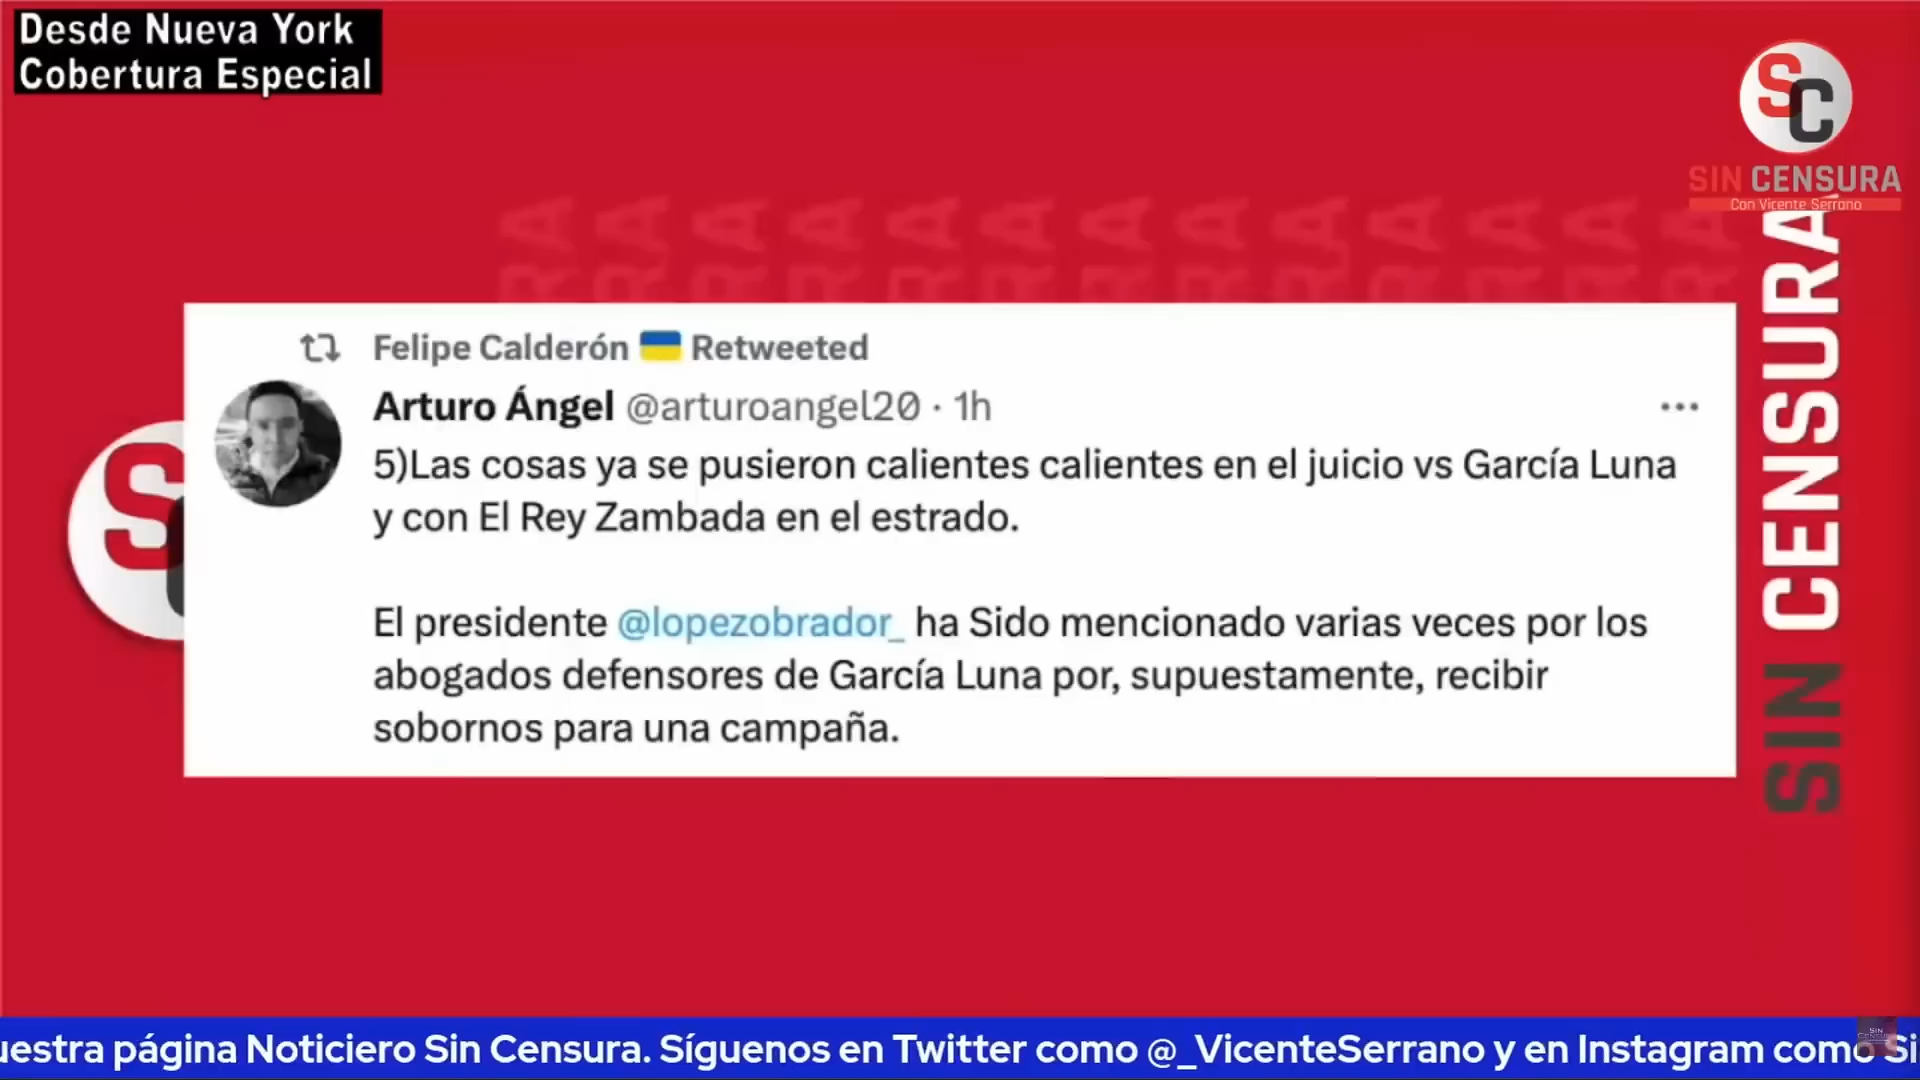 Desde Nueva York
Cobertura Especial
SC
SIN CENSURA
Con Vicente Serrano
Felipe Calderón 🇺🇦 Retweeted
Arturo Ángel @arturoangel20 · 1h
5)Las cosas ya se pusieron calientes calientes en el juicio vs García Luna
y con El Rey Zambada en el estrado.
El presidente @lopezobrador_ ha Sido mencionado varias veces por los
abogados defensores de García Luna por, supuestamente, recibir
sobornos para una campaña.
SIN CENSURA
uestra página Noticiero Sin Censura. Síguenos en Twitter como @_VicenteSerrano y en Instagram como Si